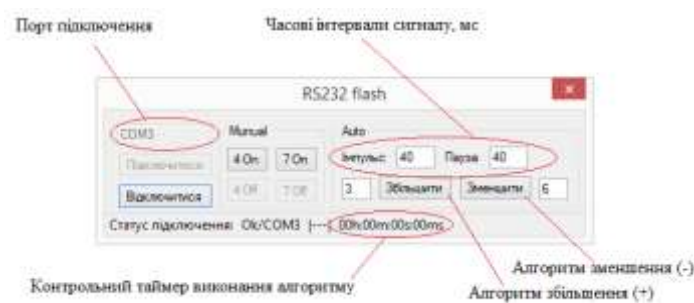 Порт підключення
Часові інтервали сигналу, мс
RS232 flash
COM3
Manual
Auto
Підключитися
4 On
7 On
Імпульс 40 Пауза 40
Відключитися
4 Off
7 Off
3 Збільшити Зменшити 6
Статус підключення: Ok/COM3 |---| 00h:00m:00s:00ms
Алгоритм зменшення (-)
Контрольний таймер виконання алгоритму
Алгоритм збільшення (+)